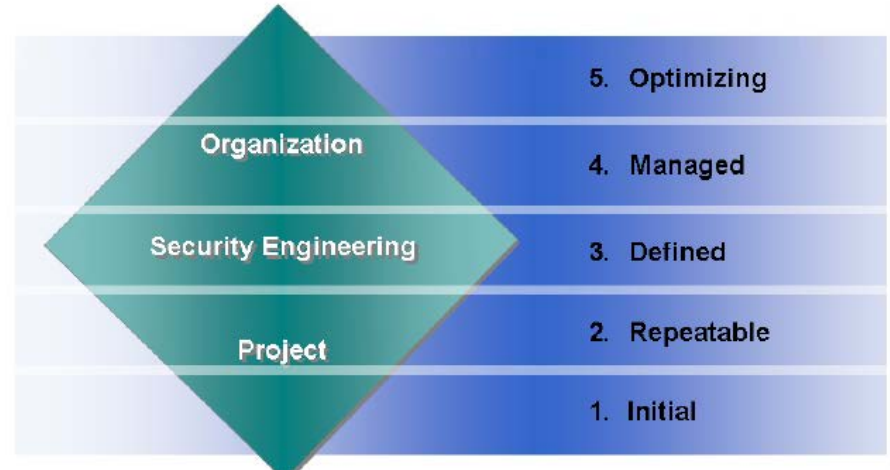 Organization
Security Engineering
Project
5. Optimizing
4. Managed
3. Defined
2. Repeatable
1. Initial